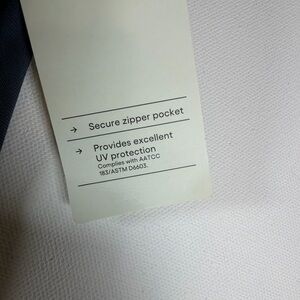 → Secure zipper pocket
→ Provides excellent
UV protection
Complies with AATCC
183/ASTM D6603.